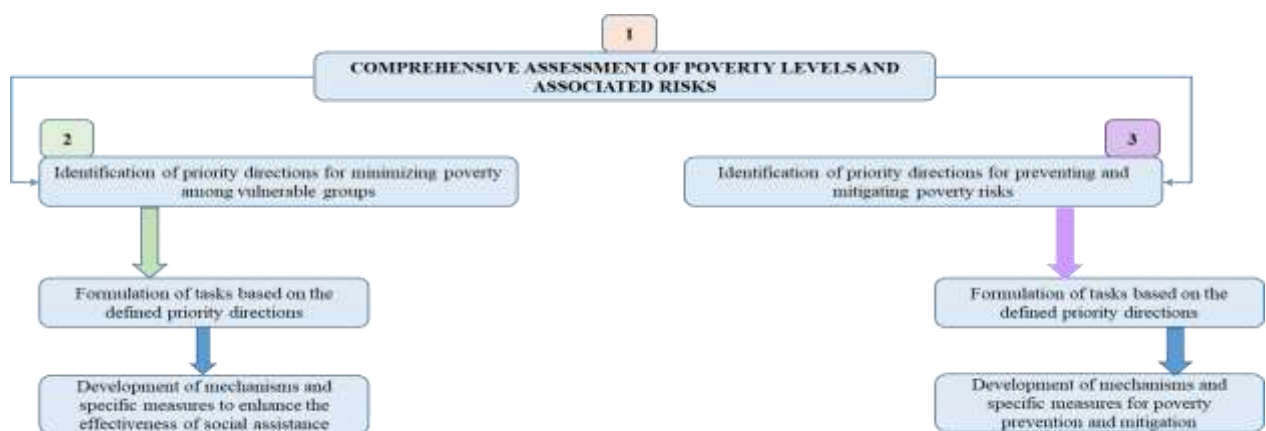 1
COMPREHENSIVE ASSESSMENT OF POVERTY LEVELS AND
ASSOCIATED RISKS
2
Identification of priority directions for minimizing poverty
among vulnerable groups
3
Identification of priority directions for preventing and
mitigating poverty risks
Formulation of tasks based on the
defined priority directions
Formulation of tasks based on the
defined priority directions
Development of mechanisms and
specific measures to enhance the
effectiveness of social assistance
Development of mechanisms and
specific measures for poverty
prevention and mitigation